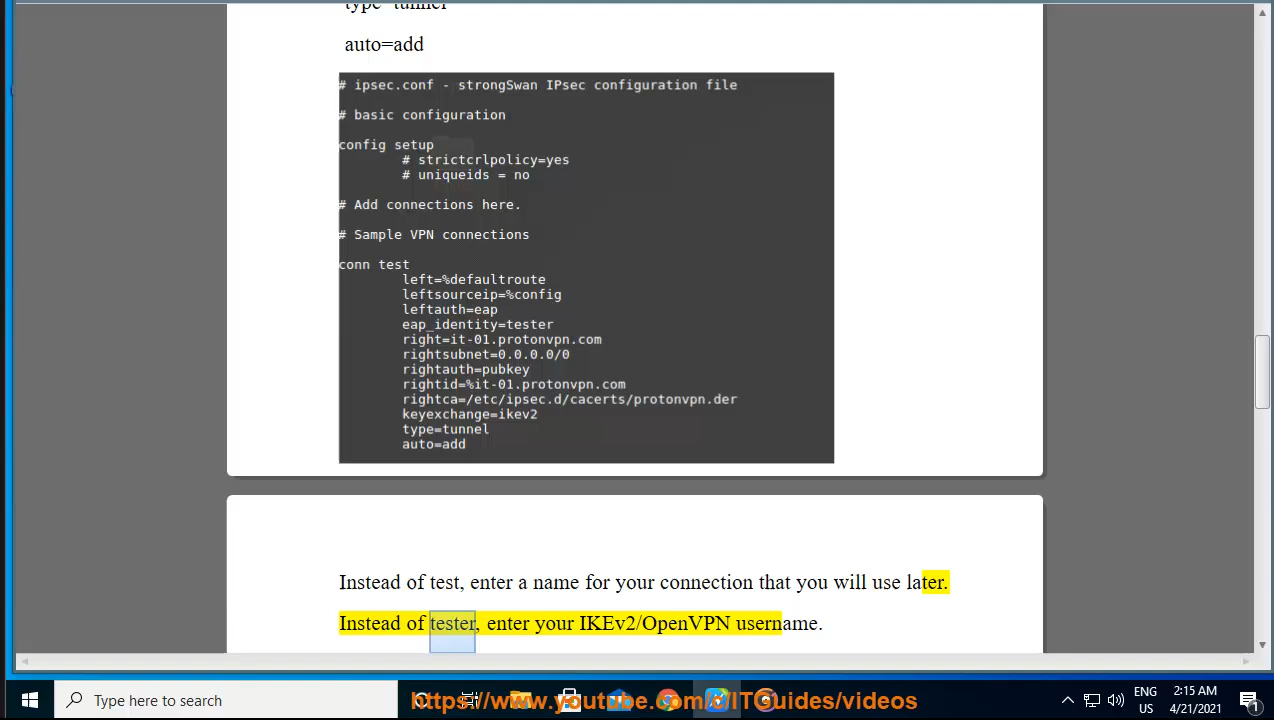 type=tunnel
auto=add
# ipsec.conf - strongSwan IPsec configuration file
# basic configuration
config setup
# strictcrlpolicy=yes
# uniqueids = no
# Add connections here.
# Sample VPN connections
conn test
left=%defaultroute
leftsourceip=%config
leftauth=eap
eap_identity=tester
right=it-01.protonvpn.com
rightsubnet=0.0.0.0/0
rightauth=pubkey
rightid=%it-01.protonvpn.com
rightca=/etc/ipsec.d/cacerts/protonvpn.der
keyexchange=ikev2
type=tunnel
auto=add
Instead of test, enter a name for your connection that you will use later.
Instead of tester, enter your IKEv2/OpenVPN username.
Type here to search
https://www.youtube.com/c/ITGuides/videos
ENG
US
2:15 AM
4/21/2021
1